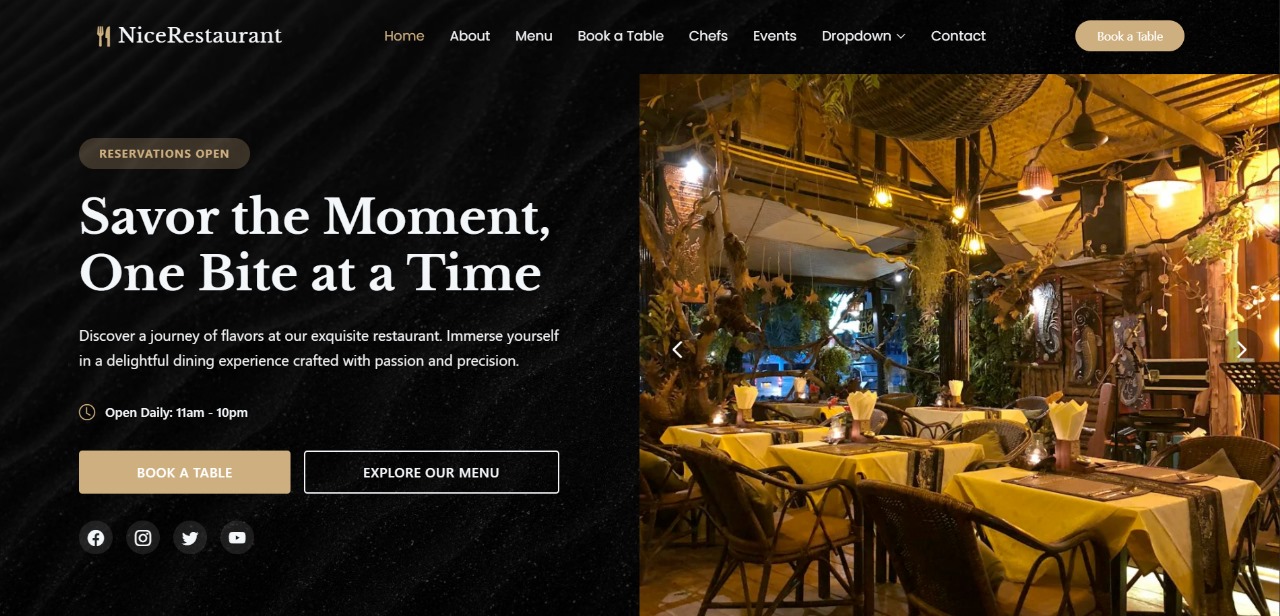 NiceRestaurant
Home About Menu Book a Table Chefs Events Dropdown Contact
Book a Table
RESERVATIONS OPEN
Savor the Moment,
One Bite at a Time
Discover a journey of flavors at our exquisite restaurant. Immerse yourself
in a delightful dining experience crafted with passion and precision.
Open Daily: 11am - 10pm
BOOK A TABLE
EXPLORE OUR MENU